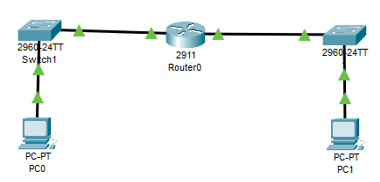 2960-24TT
Switch1
2911
Router0
2960-24TT
PC-PT
PC0
PC-PT
PC1